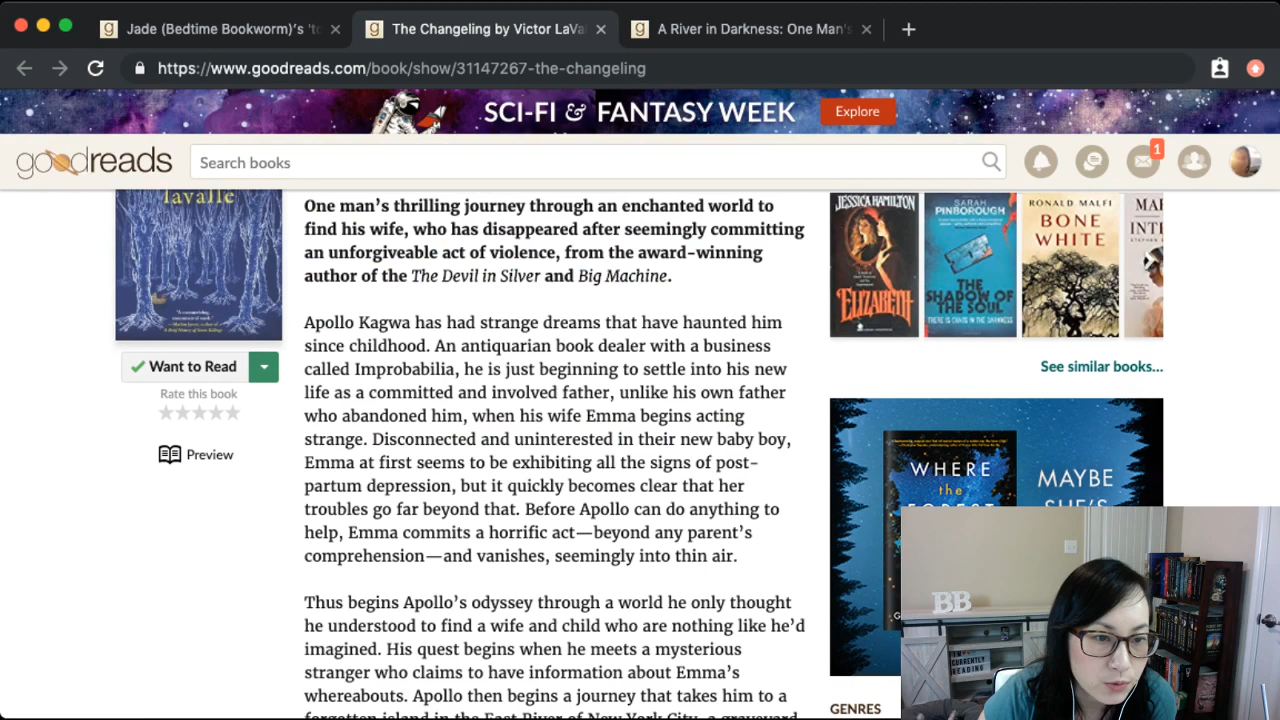 Jade (Bedtime Bookworm)'s 'to
The Changeling by Victor LaVa
A River in Darkness: One Man's
https://www.goodreads.com/book/show/31147267-the-changeling
SCI-FI & FANTASY WEEK
Explore
goodreads
Search books
1
lavalle
Want to Read
Rate this book
Preview
One man's thrilling journey through an enchanted world to
find his wife, who has disappeared after seemingly committing
an unforgiveable act of violence, from the award-winning
author of the The Devil in Silver and Big Machine.
Apollo Kagwa has had strange dreams that have haunted him
since childhood. An antiquarian book dealer with a business
called Improbabilia, he is just beginning to settle into his new
life as a committed and involved father, unlike his own father
who abandoned him, when his wife Emma begins acting
strange. Disconnected and uninterested in their new baby boy,
Emma at first seems to be exhibiting all the signs of post-
partum depression, but it quickly becomes clear that her
troubles go far beyond that. Before Apollo can do anything to
help, Emma commits a horrific act—beyond any parent's
comprehension—and vanishes, seemingly into thin air.
Thus begins Apollo's odyssey through a world he only thought
he understood to find a wife and child who are nothing like he'd
imagined. His quest begins when he meets a mysterious
stranger who claims to have information about Emma's
whereabouts. Apollo then begins a journey that takes him to a
forgotten island in the East River of New York City, a graveyard
JESSICA HAMILTON
ELIZABETH
SARAH
PINBOROUGH
THE
SHADOW OF
THE SOUL
THERE IS CHAOS IN THE DARKNESS
RONALD MALFI
BONE
WHITE
MA
INT
See similar books...
WHERE
the
FOREST
MAYBE
SHE'S
GENRES
BB
CURRENTLY
READING